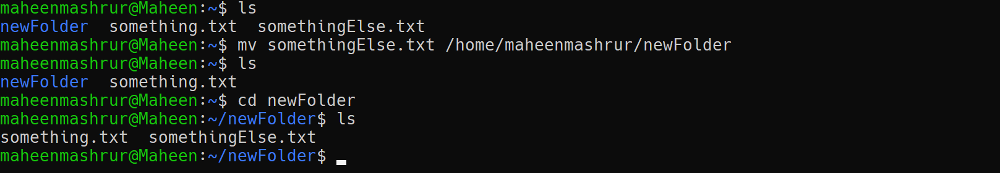 maheenmashrur@Maheen:~$ ls
newFolder  something.txt  somethingElse.txt
maheenmashrur@Maheen:~$ mv somethingElse.txt /home/maheenmashrur/newFolder
maheenmashrur@Maheen:~$ ls
newFolder  something.txt
maheenmashrur@Maheen:~$ cd newFolder
maheenmashrur@Maheen:~/newFolder$ ls
something.txt  somethingElse.txt
maheenmashrur@Maheen:~/newFolder$